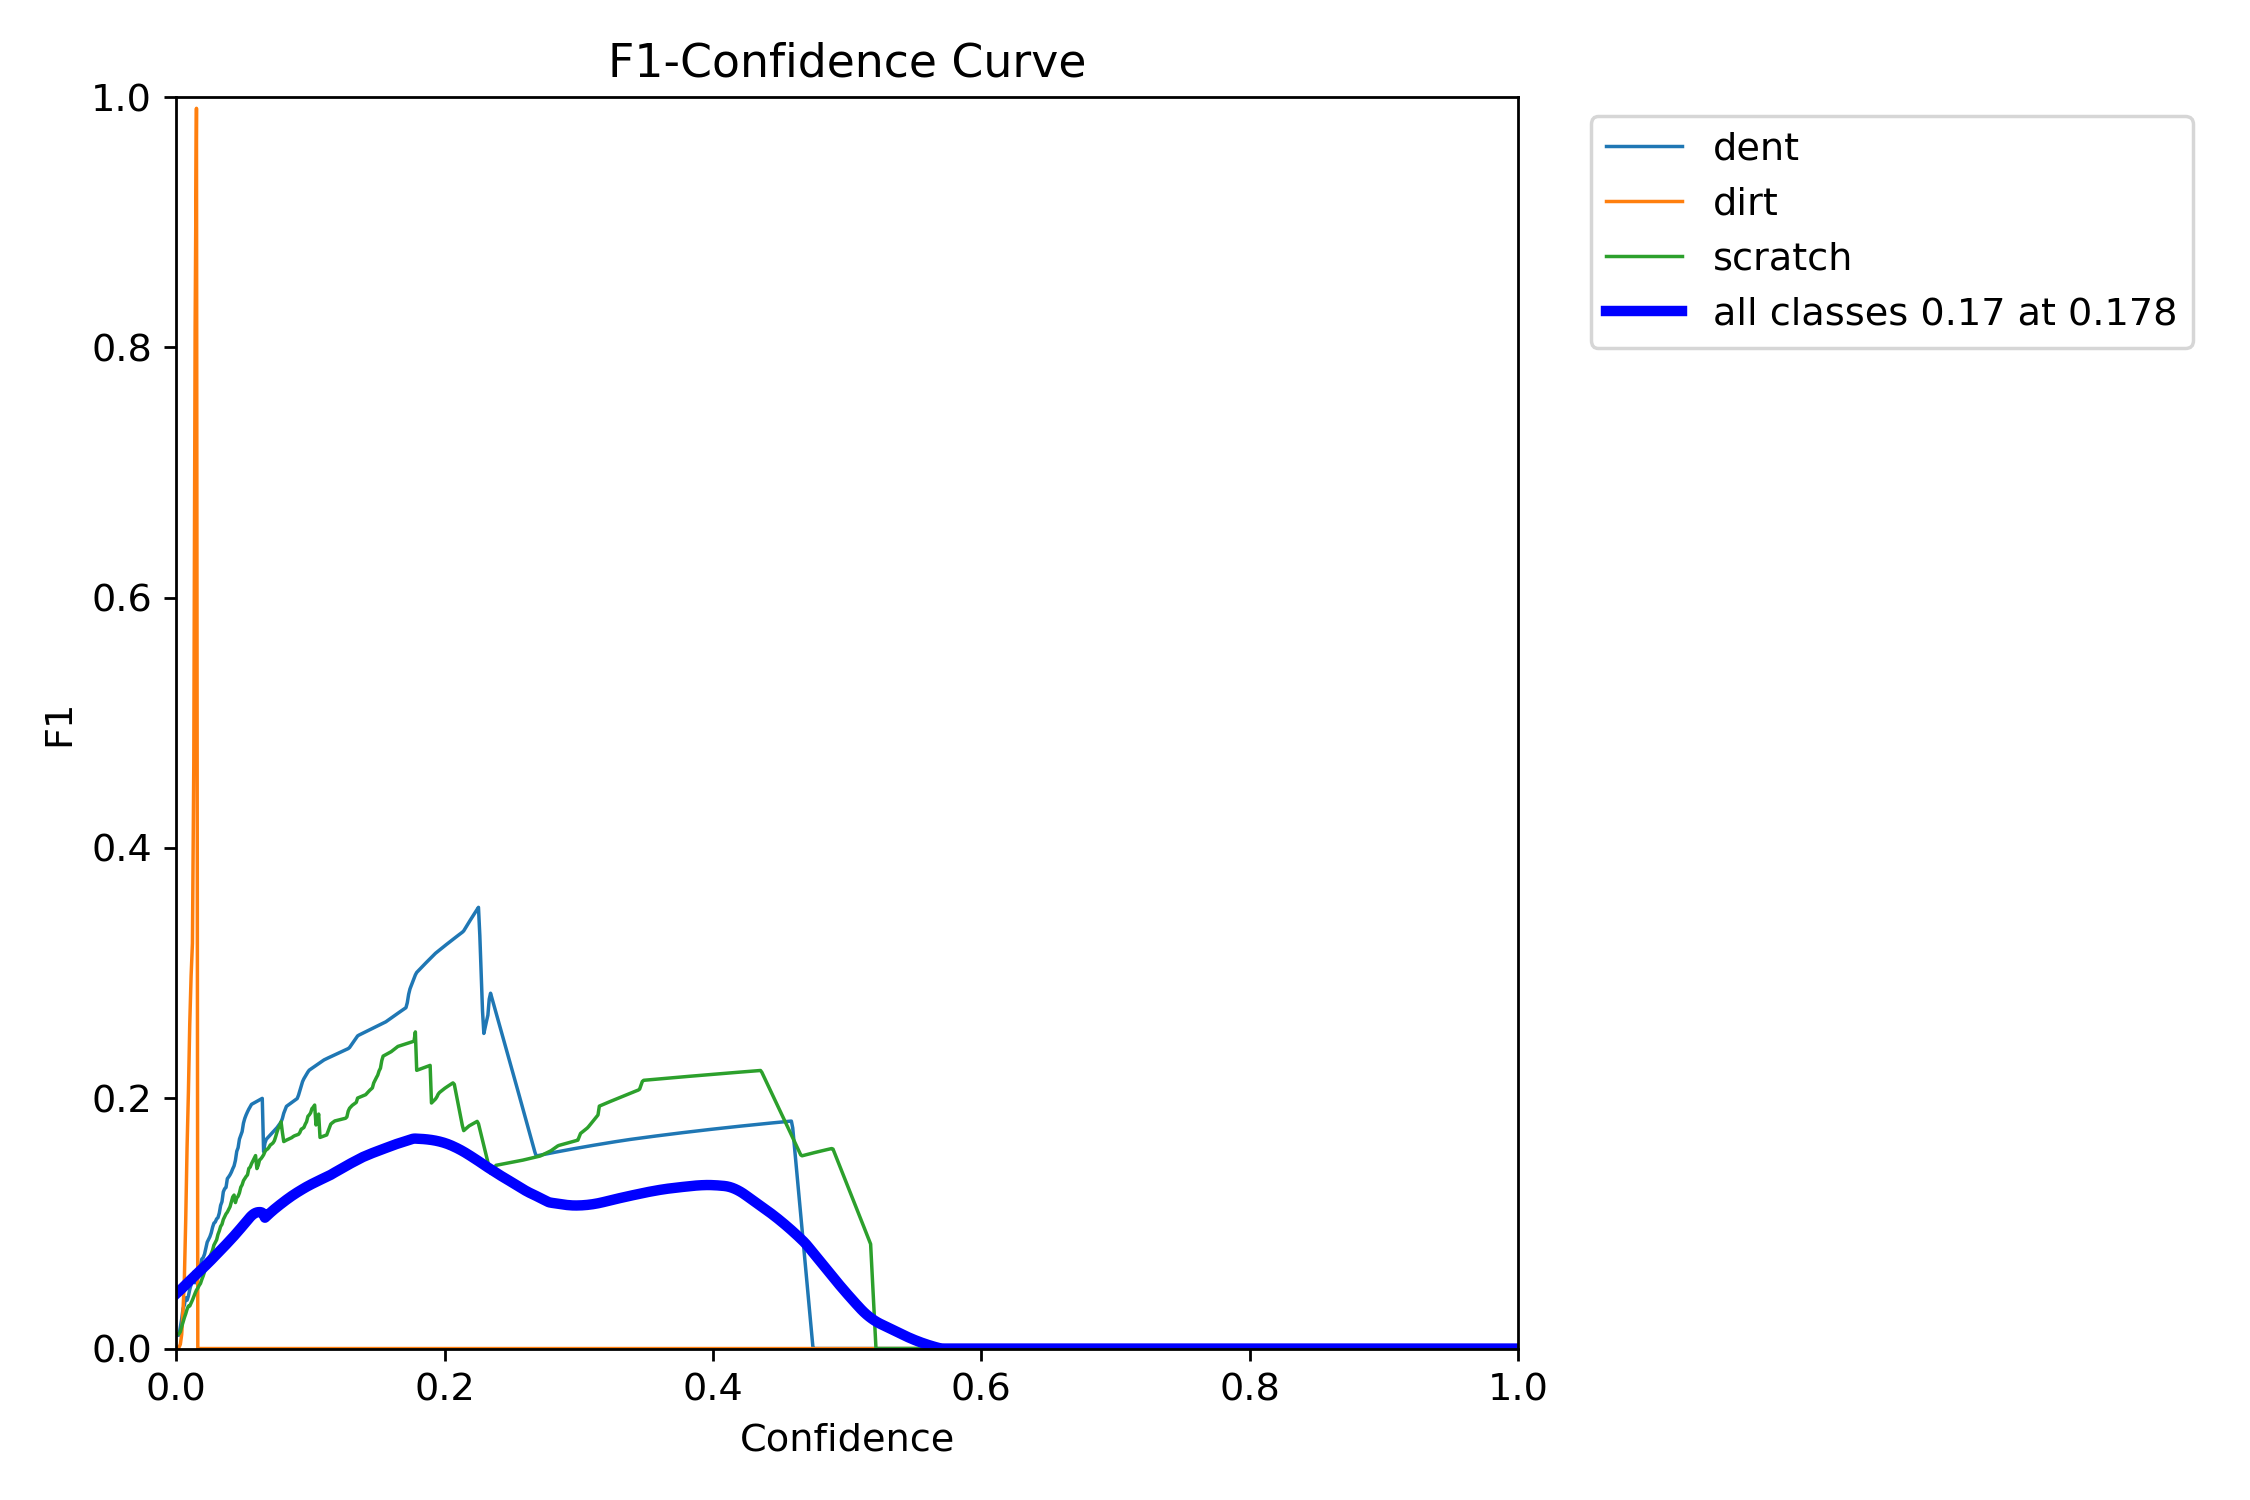 F1-Confidence Curve
1.0
0.8
0.6
0.4
0.2
0.0
F1
0.0 0.2 0.4 0.6 0.8 1.0
Confidence
dent
dirt
scratch
all classes 0.17 at 0.178